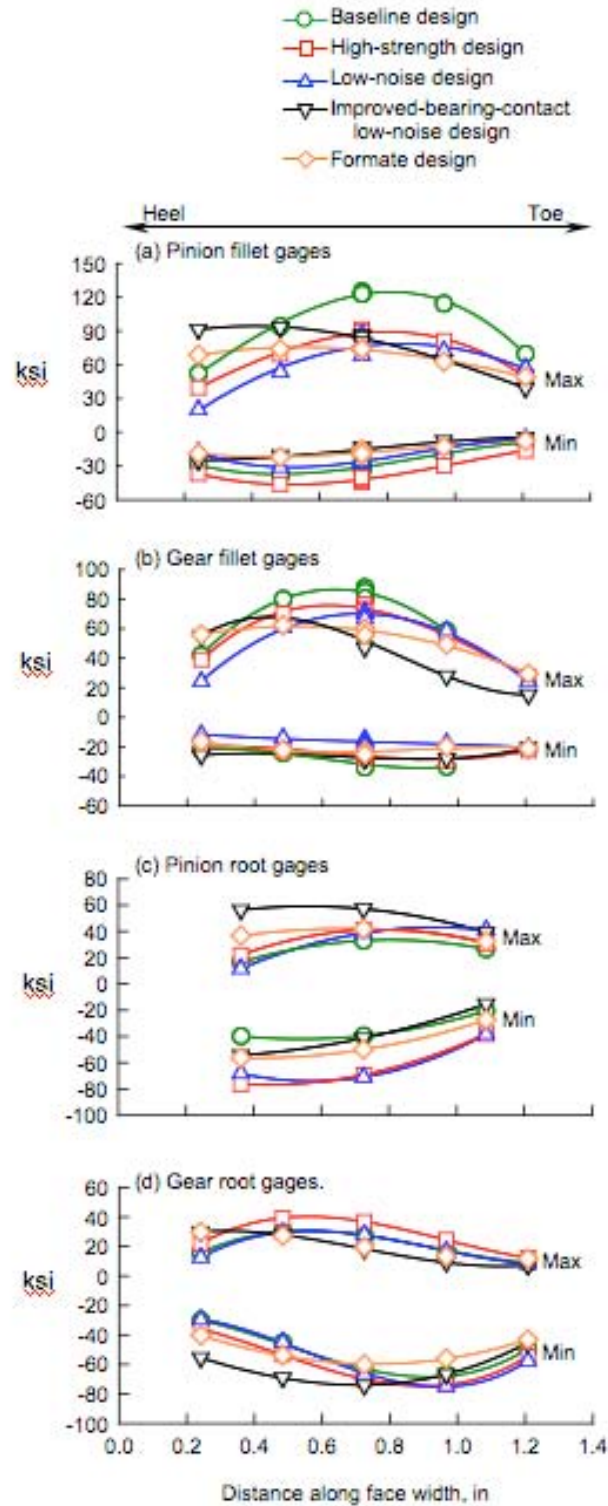 Baseline design
High-strength design
Low-noise design
Improved-bearing-contact
low-noise design
Formate design
Heel
Toe
(a) Pinion fillet gages
150
120
90
60
30
0
-30
-60
ksi
Max
Min
(b) Gear fillet gages
100
80
60
40
20
0
-20
-40
-60
ksi
Max
Min
(c) Pinion root gages
80
60
40
20
0
-20
-40
-60
-80
-100
ksi
Max
Min
(d) Gear root gages.
60
40
20
0
-20
-40
-60
-80
-100
ksi
Max
Min
0.0 0.2 0.4 0.6 0.8 1.0 1.2 1.4
Distance along face width, in